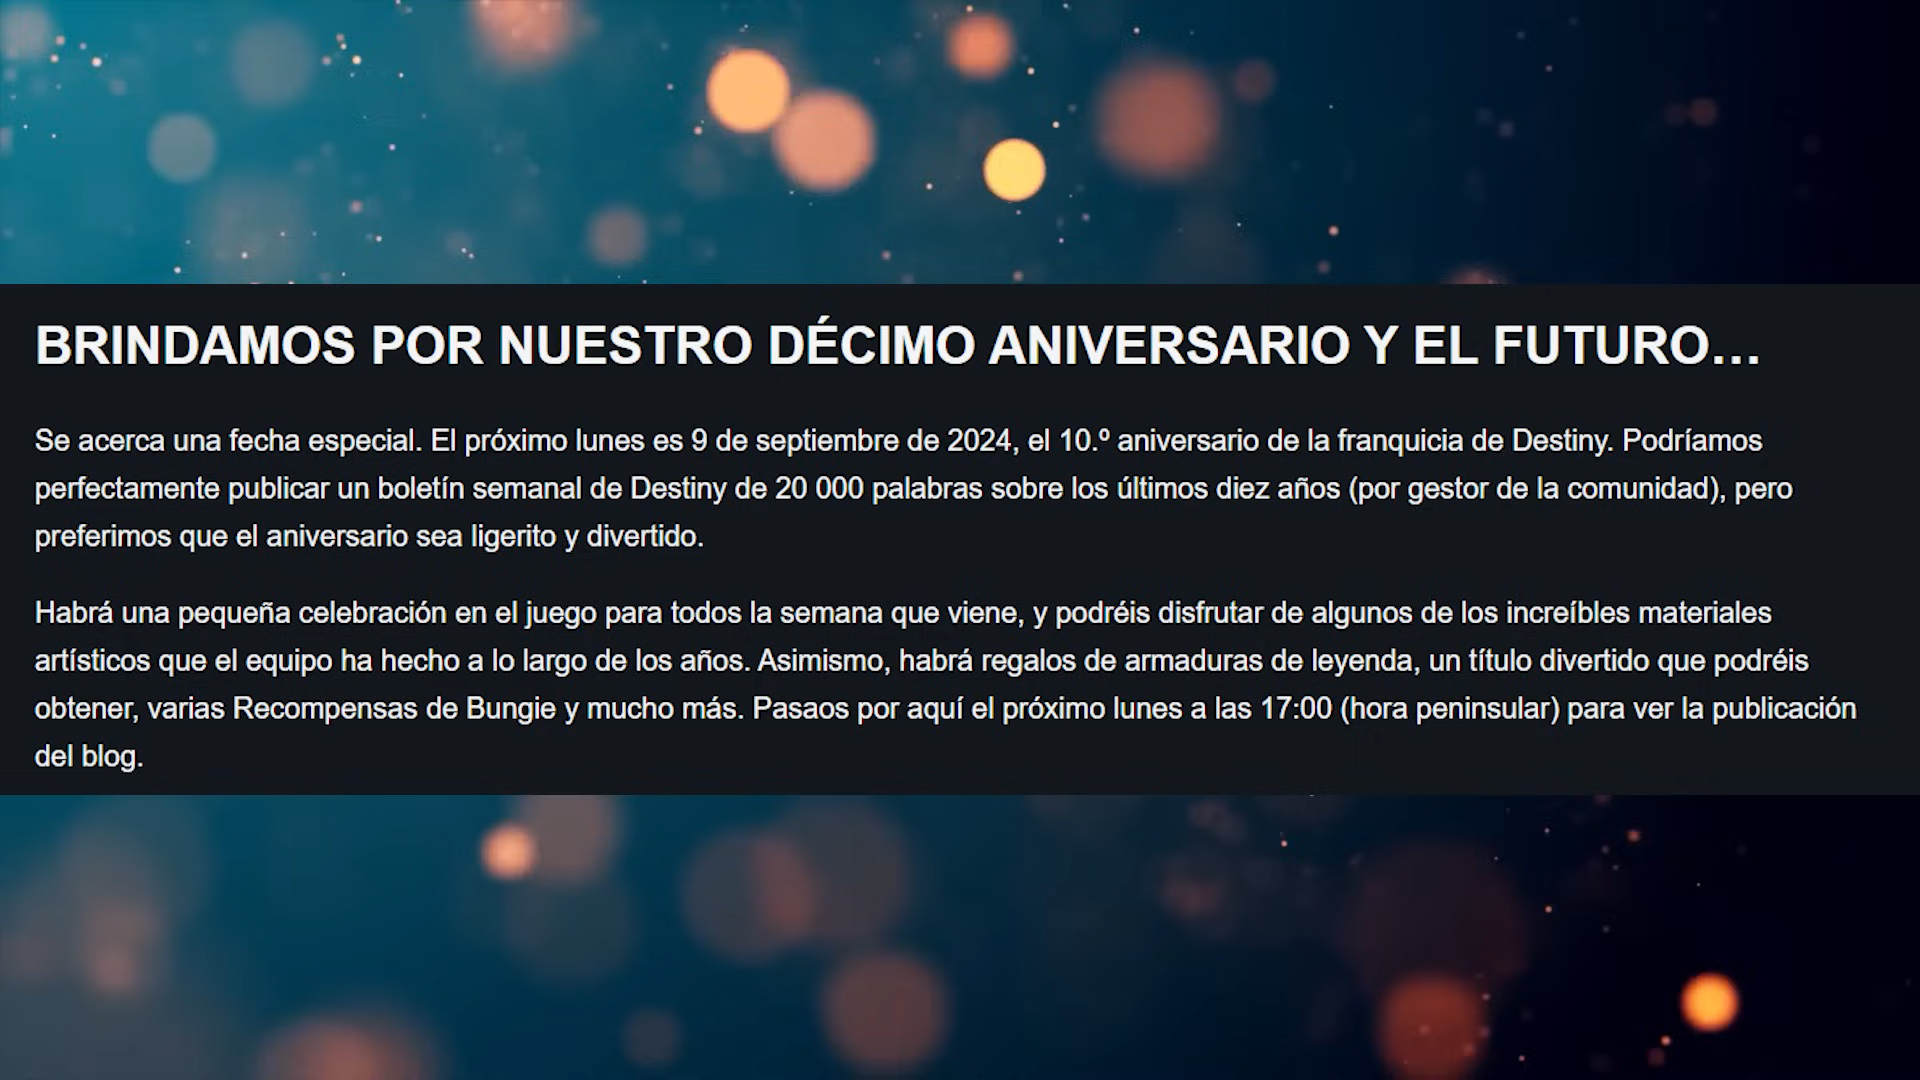 BRINDAMOS POR NUESTRO DÉCIMO ANIVERSARIO Y EL FUTURO…
Se acerca una fecha especial. El próximo lunes es 9 de septiembre de 2024, el 10.º aniversario de la franquicia de Destiny. Podríamos
perfectamente publicar un boletín semanal de Destiny de 20 000 palabras sobre los últimos diez años (por gestor de la comunidad), pero
preferimos que el aniversario sea ligerito y divertido.
Habrá una pequeña celebración en el juego para todos la semana que viene, y podréis disfrutar de algunos de los increíbles materiales
artísticos que el equipo ha hecho a lo largo de los años. Asimismo, habrá regalos de armaduras de leyenda, un título divertido que podréis
obtener, varias Recompensas de Bungie y mucho más. Pasaos por aquí el próximo lunes a las 17:00 (hora peninsular) para ver la publicación
del blog.